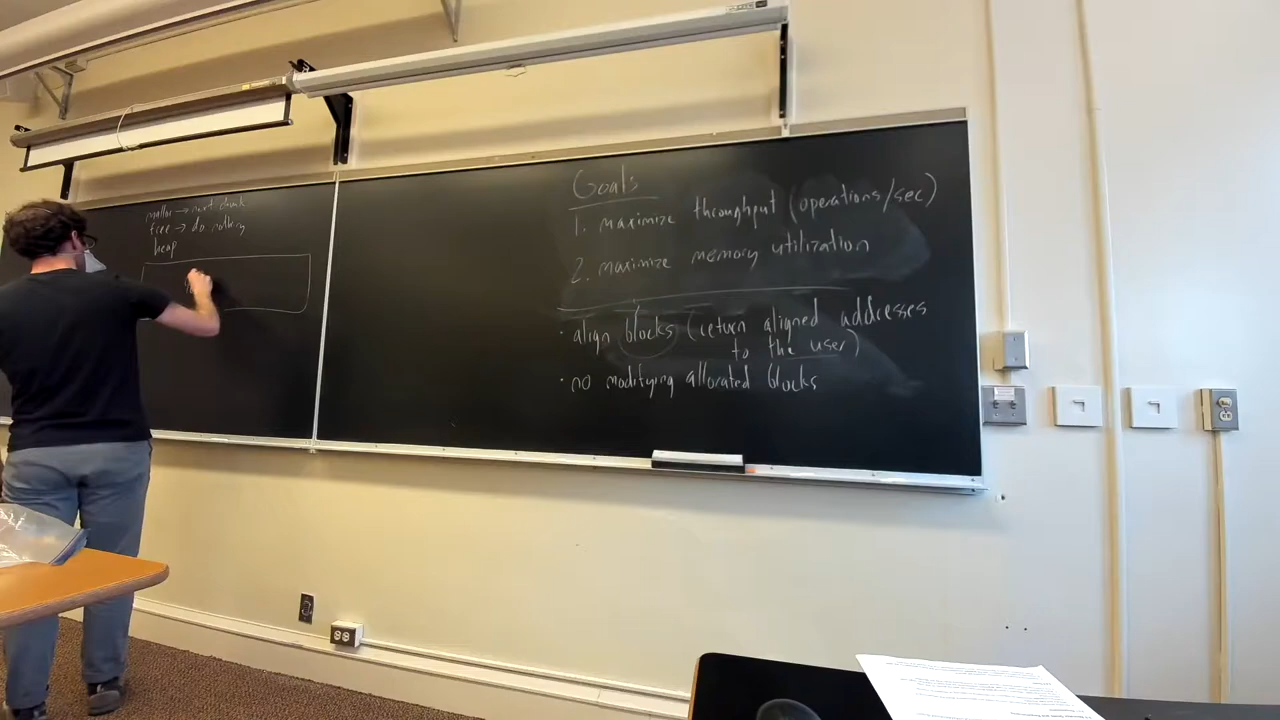 malloc → next chunk
free → do nothing
heap
Goals
1. maximize throughput (operations/sec)
2. maximize memory utilization
· align blocks (return aligned addresses
to the user)
· no modifying allocated blocks